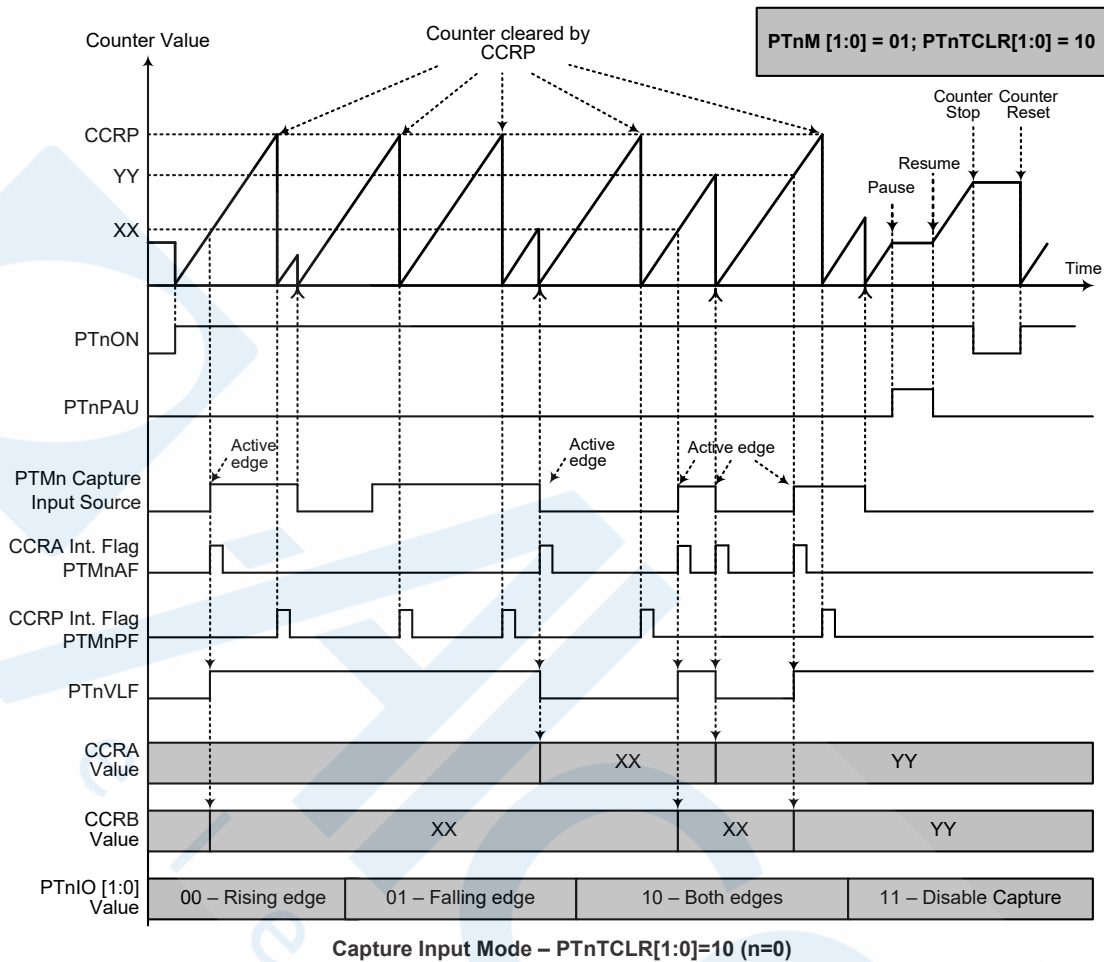 PTnM [1:0] = 01; PTnTCLR[1:0] = 10
Counter Value
Counter cleared by
CCRP
Counter
Stop
Counter
Reset
CCRP
YY
Resume
Pause
XX
Time
PTnON
PTnPAU
Active
edge
Active
edge
Active edge
PTMn Capture
Input Source
CCRA Int. Flag
PTMnAF
CCRP Int. Flag
PTMnPF
PTnVLF
CCRA
Value
XX
YY
CCRB
Value
XX
XX
YY
PTnIO [1:0]
Value
00 – Rising edge
01 – Falling edge
10 – Both edges
11 – Disable Capture
Capture Input Mode – PTnTCLR[1:0]=10 (n=0)